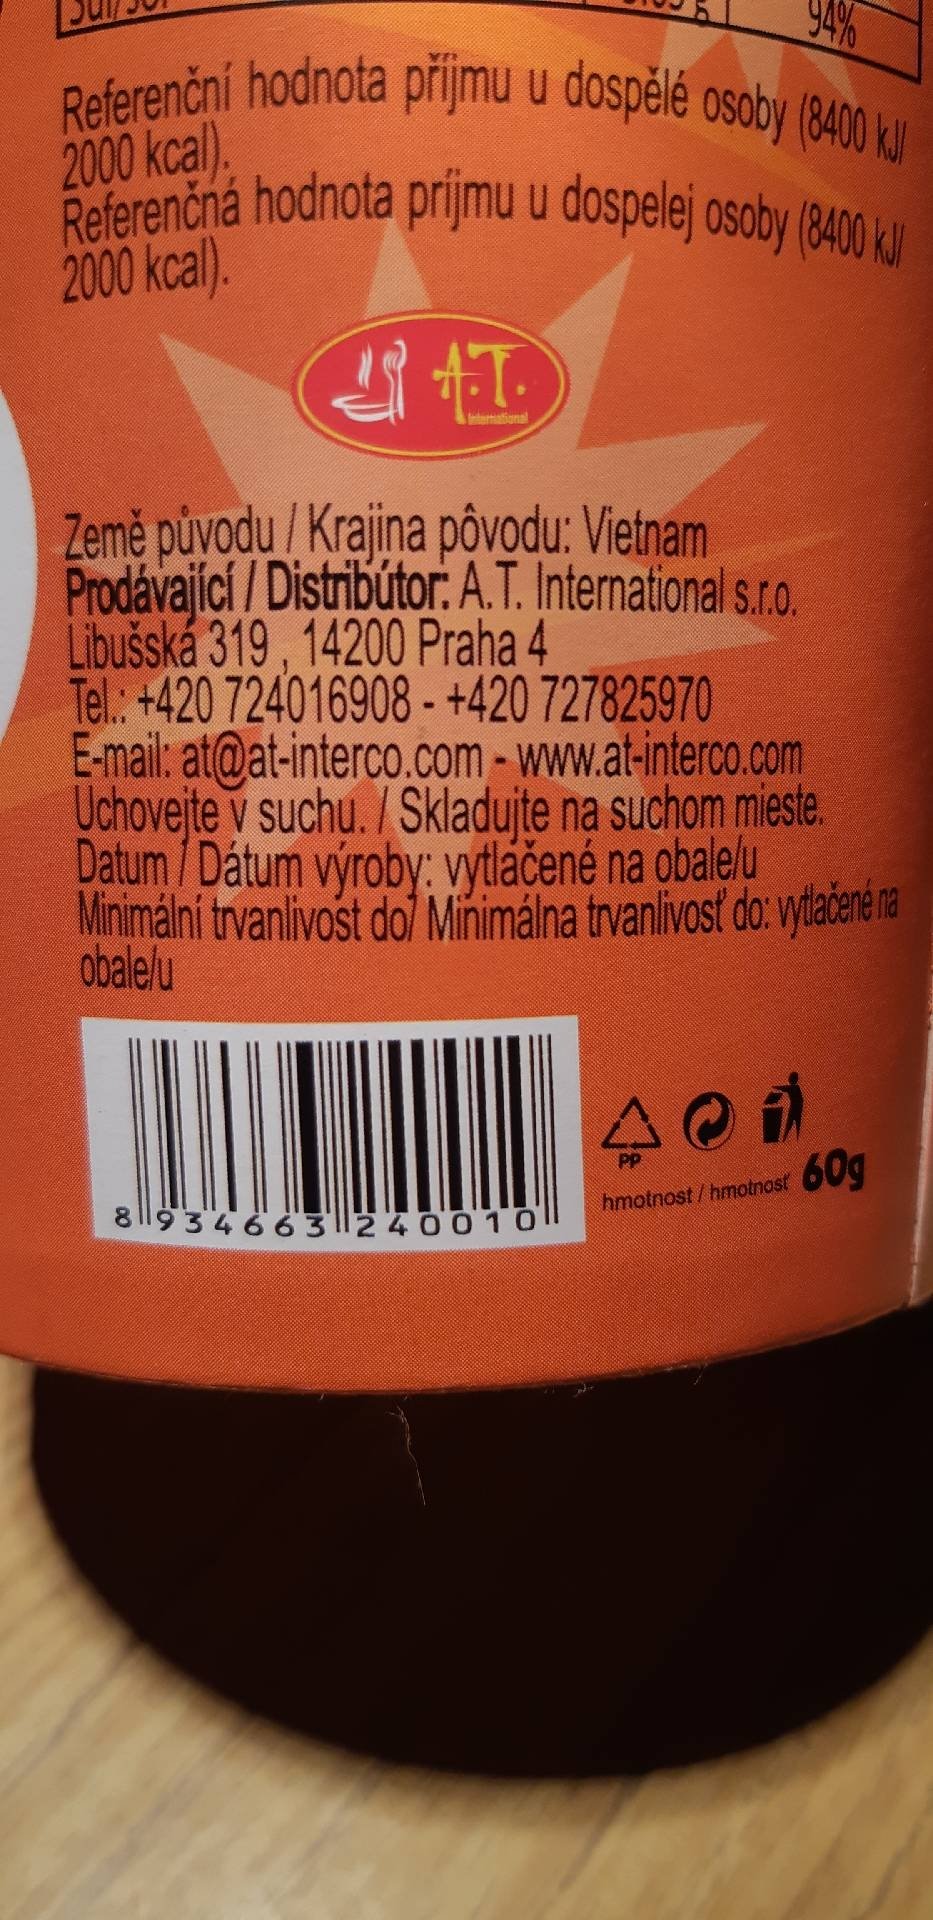 94%
Referenční hodnota příjmu u dospělé osoby (8400 kJ/
2000 kcal).
Referenčná hodnota príjmu u dospelej osoby (8400 kJ/
2000 kcal).
A.T.
International
Země původu / Krajina pôvodu: Vietnam
Prodávající / Distribútor: A.T. International s.r.o.
Libušská 319 , 14200 Praha 4
Tel.: +420 724016908 - +420 727825970
E-mail: at@at-interco.com - www.at-interco.com
Uchovejte v suchu. / Skladujte na suchom mieste.
Datum / Dátum výroby: vytlačené na obale/u
Minimální trvanlivost do/ Minimálna trvanlivosť do: vytlačené na
obale/u
PP
hmotnost / hmotnosť 60g
8 934663 240010